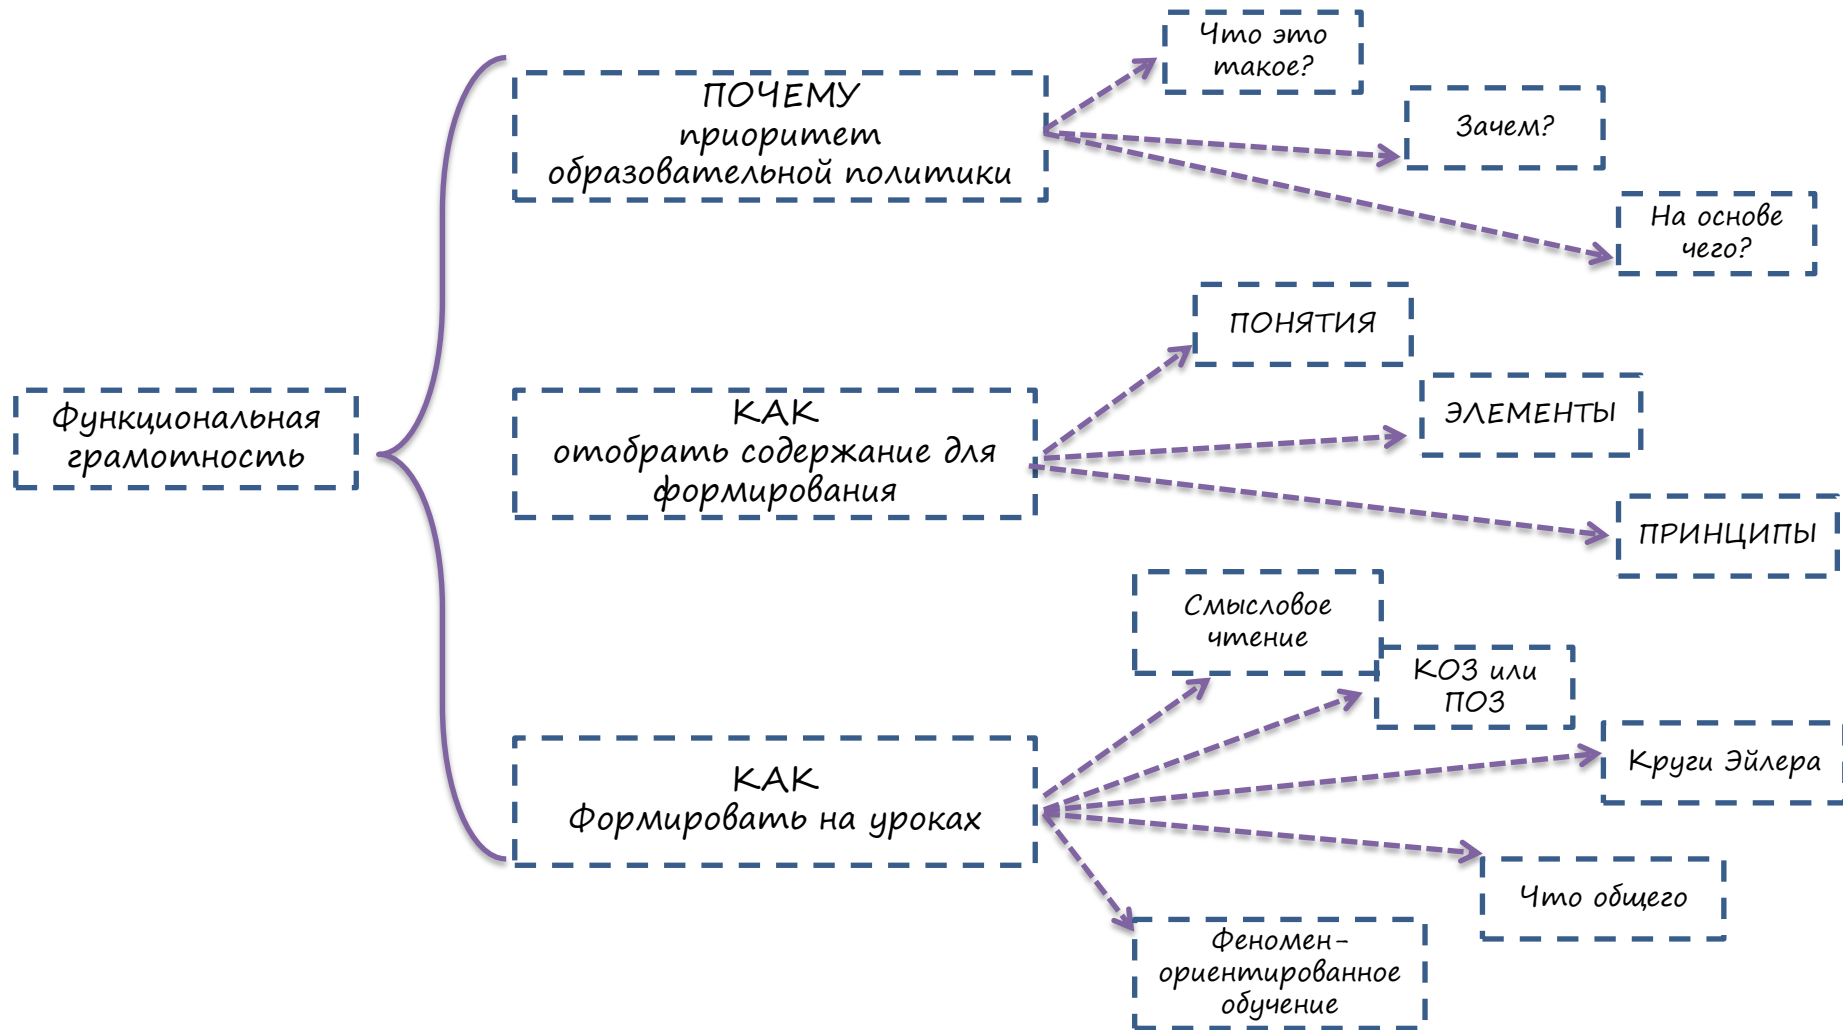 Функциональная
грамотность
ПОЧЕМУ
приоритет
образовательной политики
Что это
такое?
Зачем?
На основе
чего?
КАК
отобрать содержание для
формирования
ПОНЯТИЯ
ЭЛЕМЕНТЫ
ПРИНЦИПЫ
КАК
Формировать на уроках
Смысловое
чтение
КОЗ или
ПОЗ
Круги Эйлера
Что общего
Феномен-
ориентированное
обучение